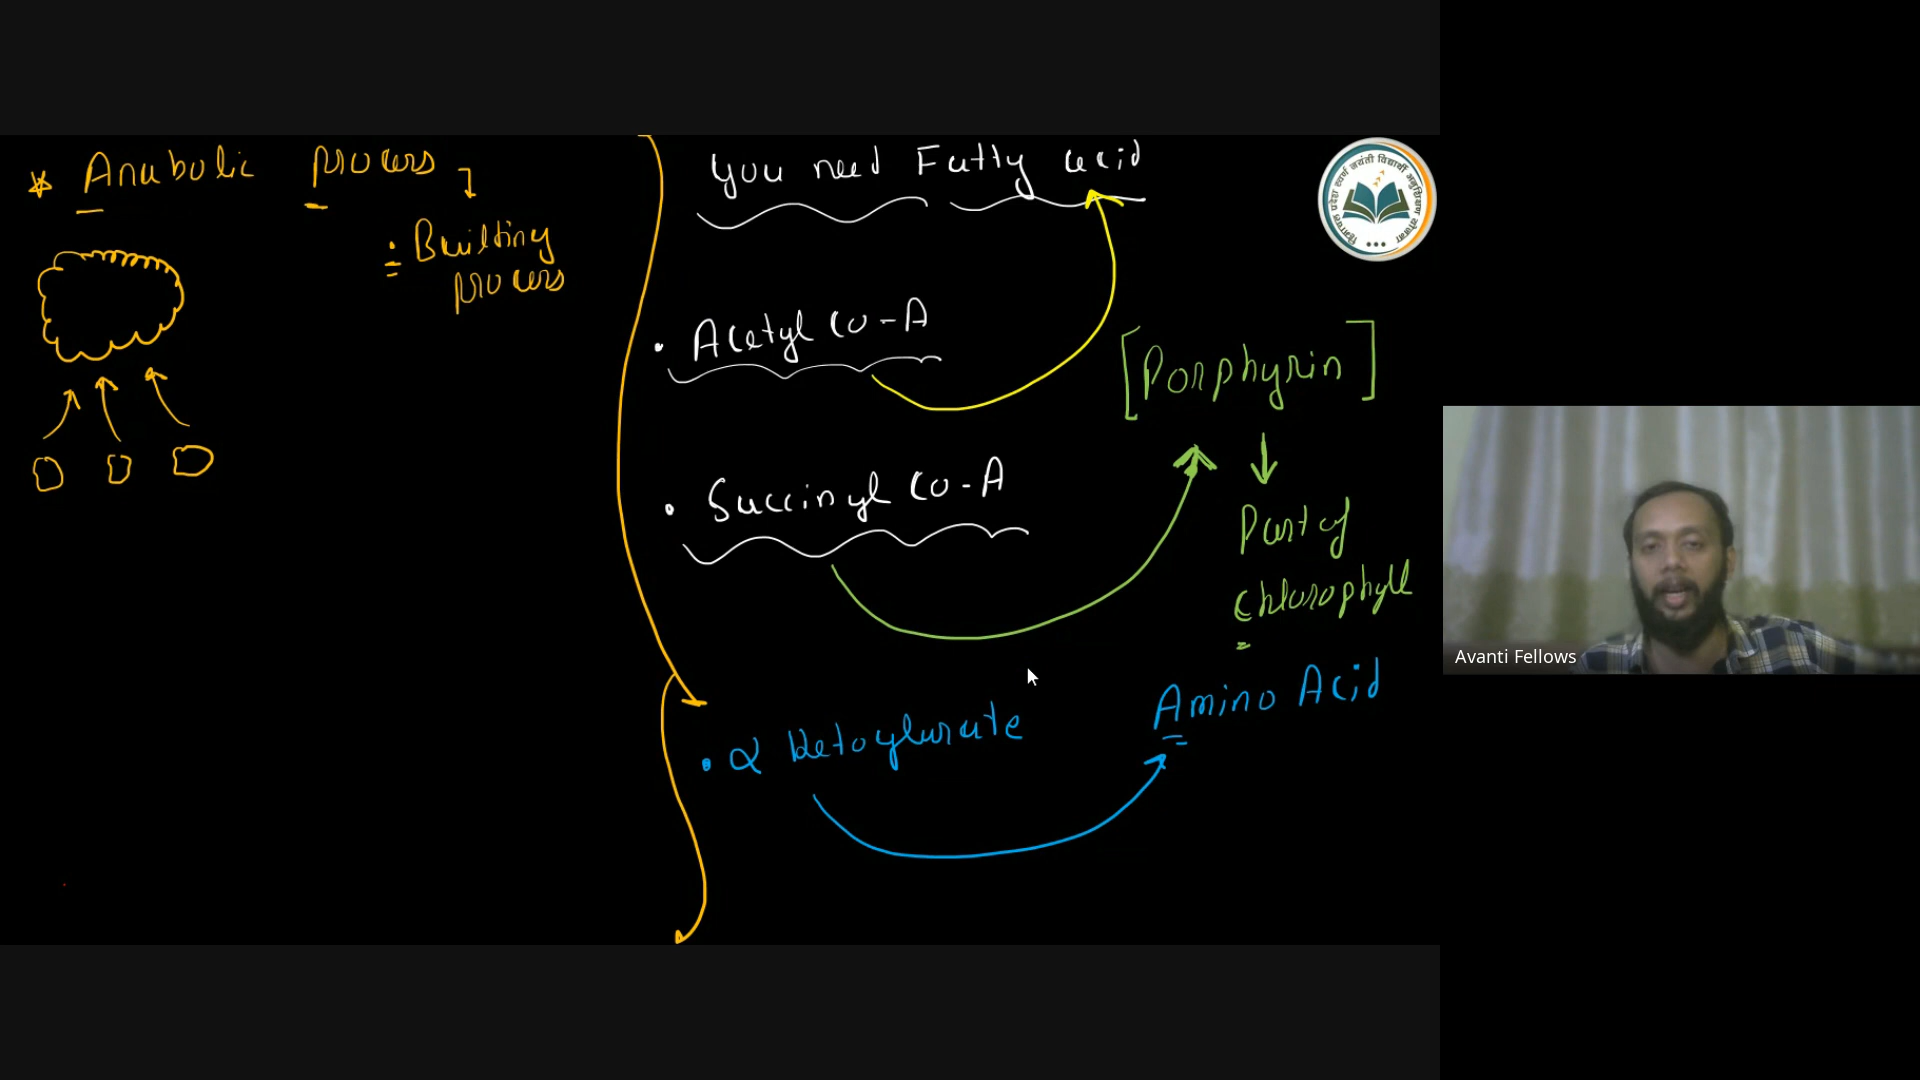 * Anabolic process
: Builting
process
you need Fatty acid
• Acetyl Co-A
[Porphyrin]
• Succinyl Co-A
Part of
chlorophyll
Amino Acid
• α Ketoglurate
Avanti Fellows